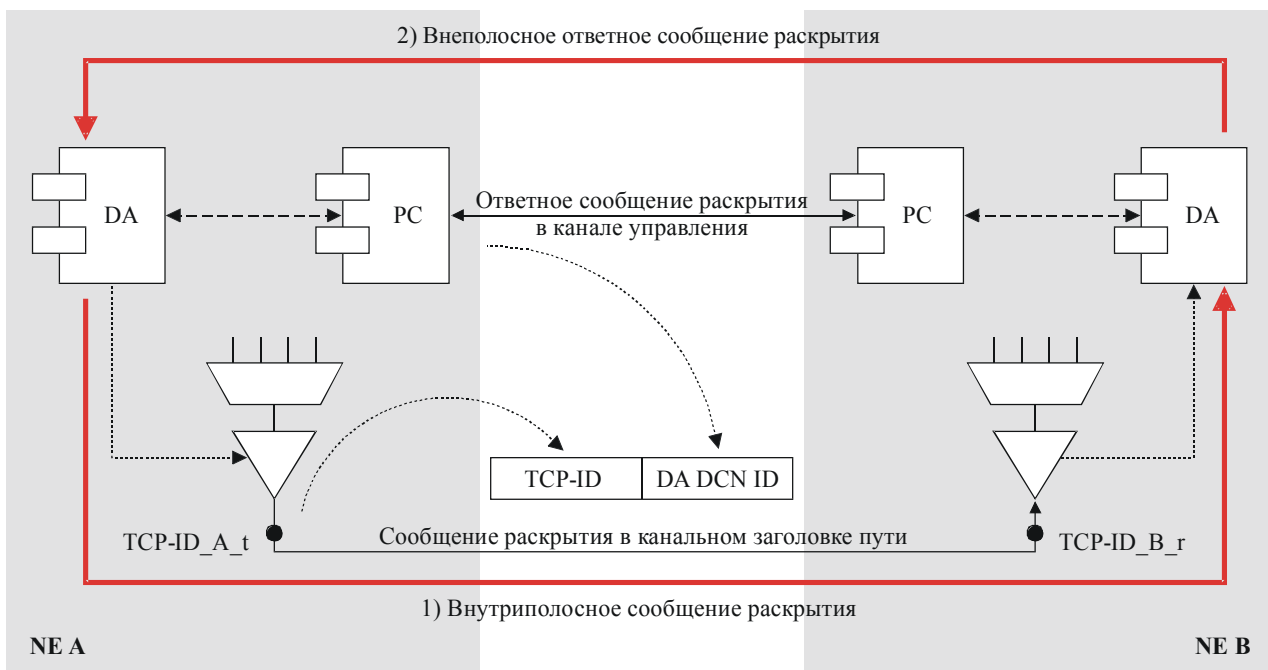 2) Внеполосное ответное сообщение раскрытия
DA
PC
Ответное сообщение раскрытия
в канале управления
PC
DA
TCP-ID
DA DCN ID
TCP-ID_A_t
Сообщение раскрытия в канальном заголовке пути
TCP-ID_B_r
1) Внутриполосное сообщение раскрытия
NE A
NE B